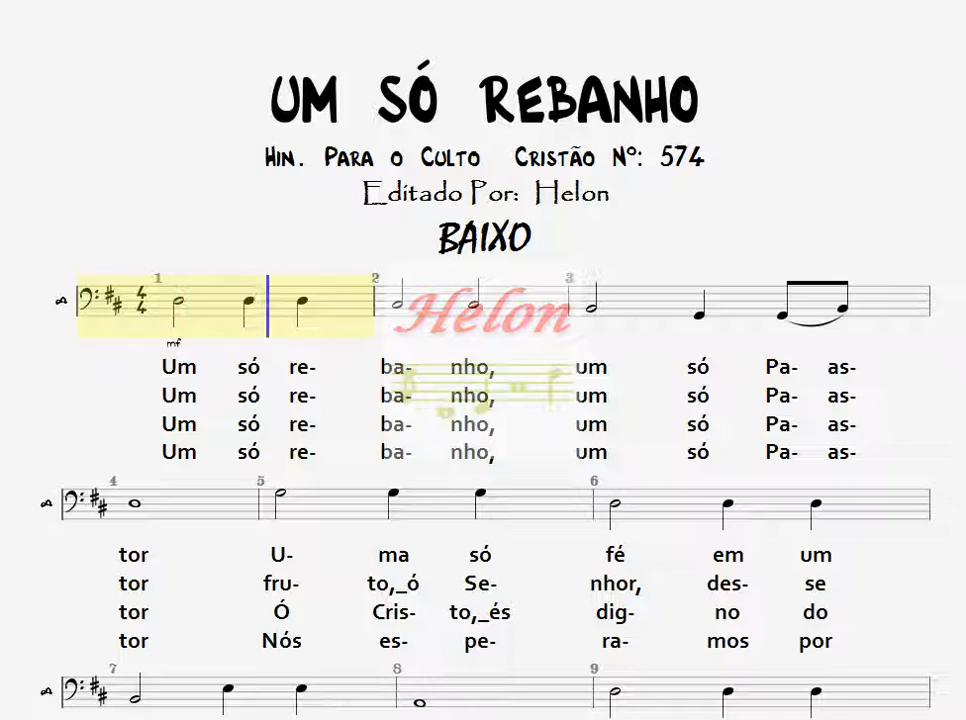 UM SÓ REBANHO
HIN. PARA O CULTO CRISTÃO Nº: 574
Editado Por: Helon
BAIXO
1 2 3
A 4 4
Helon
mf
Um só re- ba- nho, um só Pa- as-
Um só re- ba- nho, um só Pa- as-
Um só re- ba- nho, um só Pa- as-
Um só re- ba- nho, um só Pa- as-
4 5 6
A
tor U- ma só fé em um
tor fru- to,_ó Se- nhor, des- se
tor Ó Cris- to,_és dig- no do
tor Nós es- pe- ra- mos por
7 8 9
A